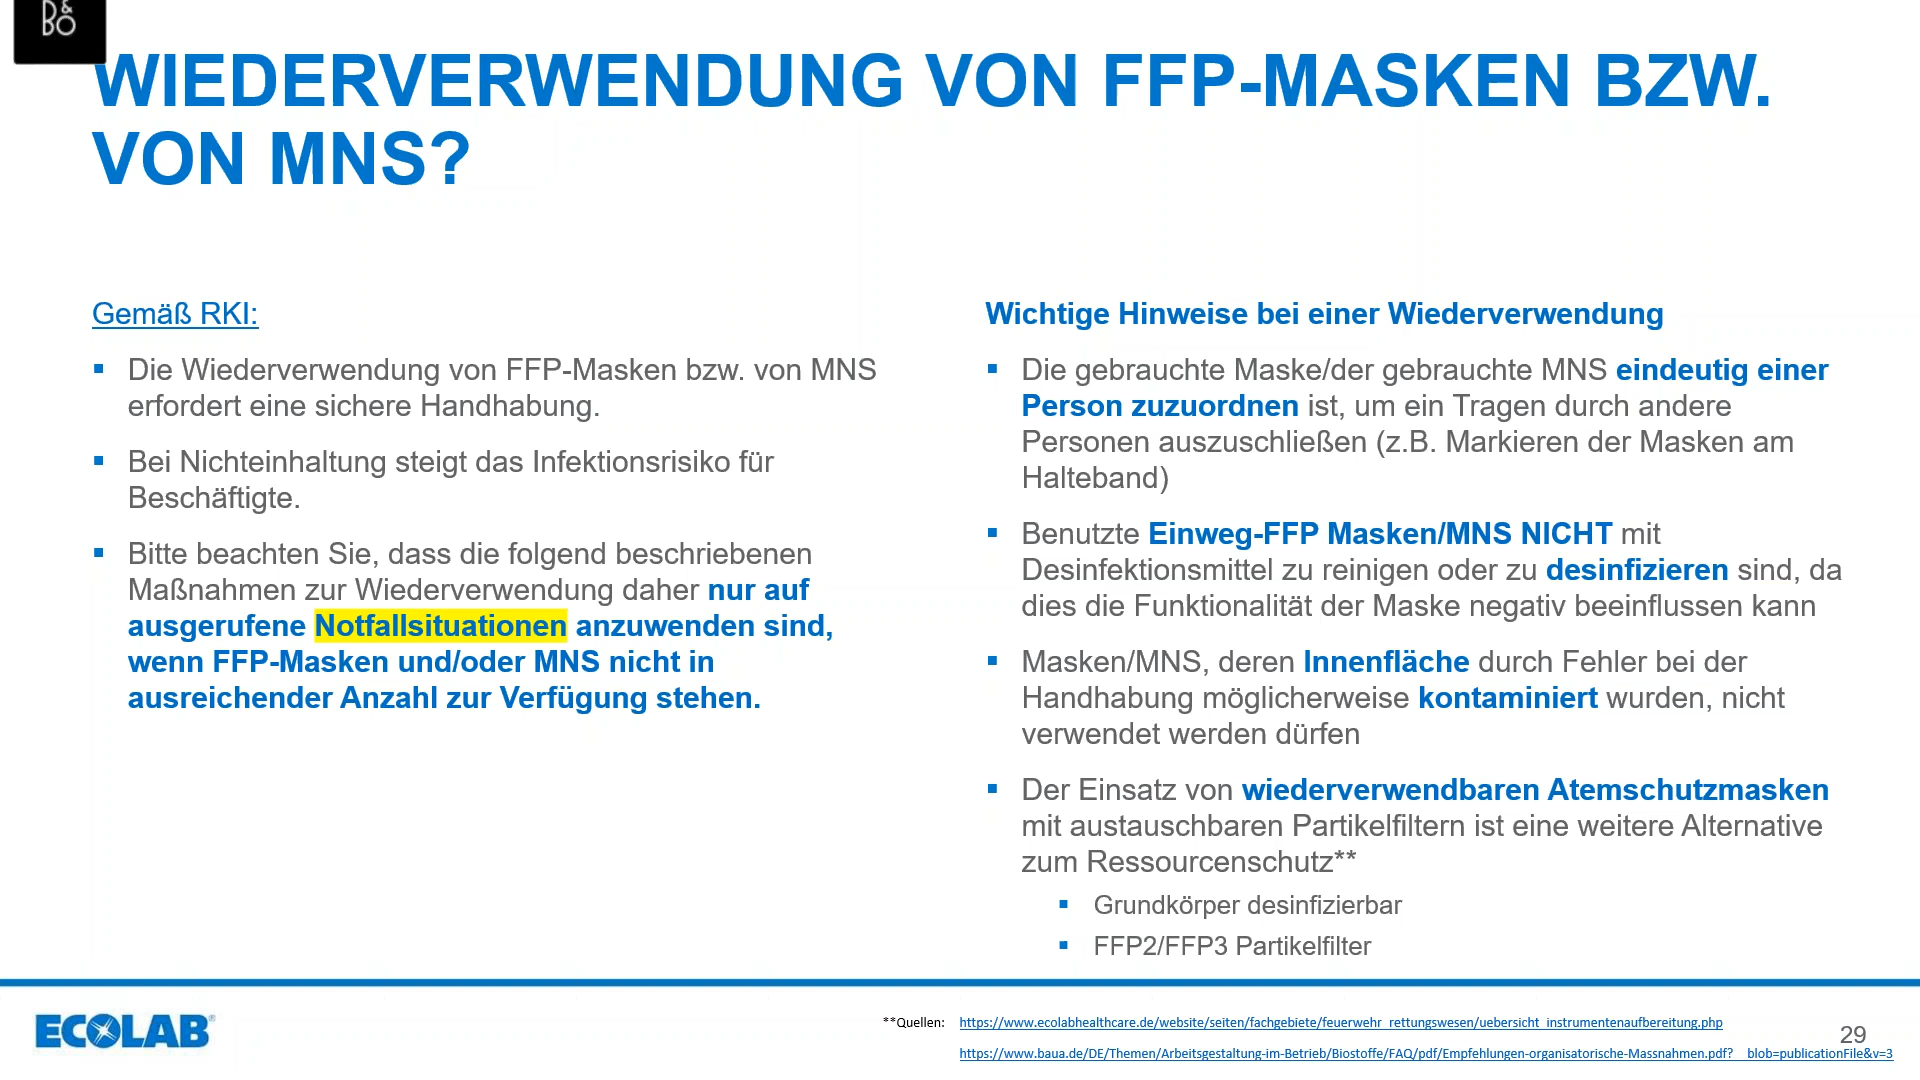 B&O
WIEDERVERWENDUNG VON FFP-MASKEN BZW.
VON MNS?
Gemäß RKI:
▪ Die Wiederverwendung von FFP-Masken bzw. von MNS
erfordert eine sichere Handhabung.
▪ Bei Nichteinhaltung steigt das Infektionsrisiko für
Beschäftigte.
▪ Bitte beachten Sie, dass die folgend beschriebenen
Maßnahmen zur Wiederverwendung daher nur auf
ausgerufene Notfallsituationen anzuwenden sind,
wenn FFP-Masken und/oder MNS nicht in
ausreichender Anzahl zur Verfügung stehen.
Wichtige Hinweise bei einer Wiederverwendung
▪ Die gebrauchte Maske/der gebrauchte MNS eindeutig einer
Person zuzuordnen ist, um ein Tragen durch andere
Personen auszuschließen (z.B. Markieren der Masken am
Halteband)
▪ Benutzte Einweg-FFP Masken/MNS NICHT mit
Desinfektionsmittel zu reinigen oder zu desinfizieren sind, da
dies die Funktionalität der Maske negativ beeinflussen kann
▪ Masken/MNS, deren Innenfläche durch Fehler bei der
Handhabung möglicherweise kontaminiert wurden, nicht
verwendet werden dürfen
▪ Der Einsatz von wiederverwendbaren Atemschutzmasken
mit austauschbaren Partikelfiltern ist eine weitere Alternative
zum Ressourcenschutz**
▪ Grundkörper desinfizierbar
▪ FFP2/FFP3 Partikelfilter
ECOLAB®
**Quellen: https://www.ecolabhealthcare.de/website/seiten/fachgebiete/feuerwehr_rettungswesen/uebersicht_instrumentenaufbereitung.php
https://www.baua.de/DE/Themen/Arbeitsgestaltung-im-Betrieb/Biostoffe/FAQ/pdf/Empfehlungen-organisatorische-Massnahmen.pdf?__blob=publicationFile&v=3
29